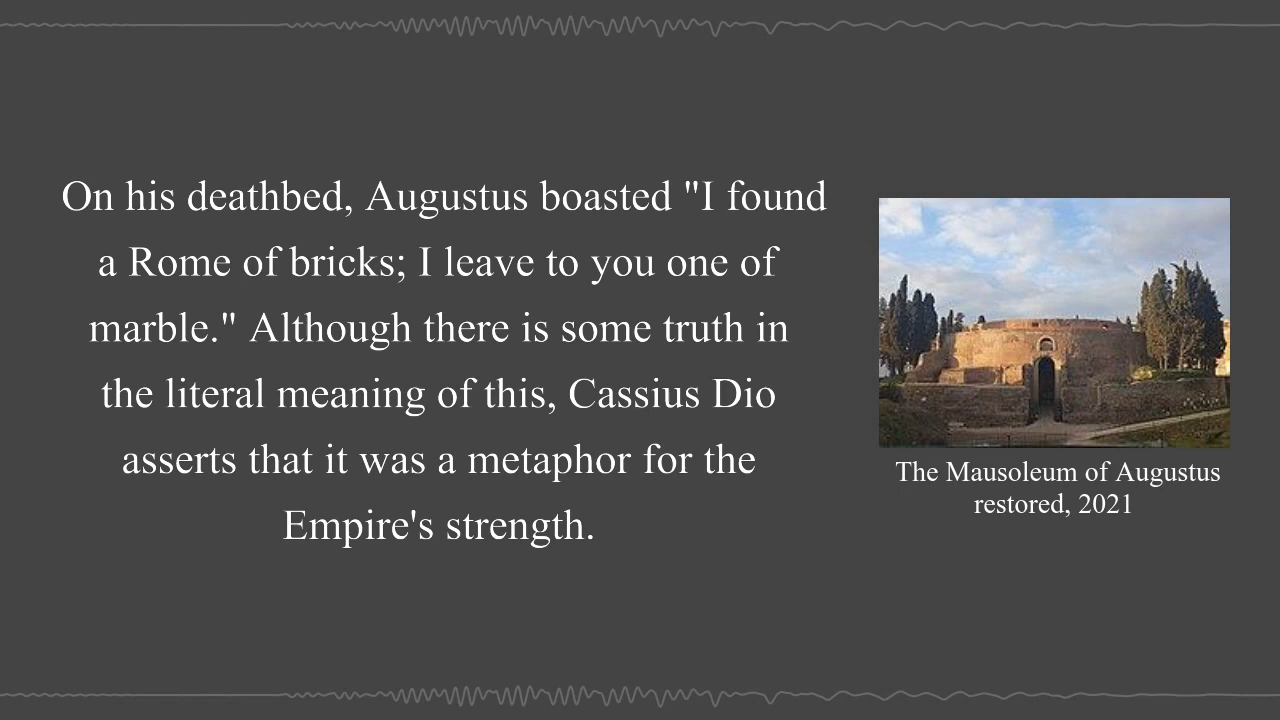 On his deathbed, Augustus boasted "I found
a Rome of bricks; I leave to you one of
marble." Although there is some truth in
the literal meaning of this, Cassius Dio
asserts that it was a metaphor for the
Empire's strength.
The Mausoleum of Augustus
restored, 2021